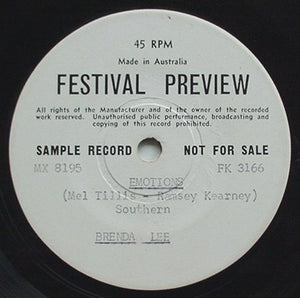 45 RPM
Made in Australia
FESTIVAL PREVIEW
All rights of the Manufacturer and of the owner of the recorded
work reserved. Unauthorised public performance, broadcasting and
copying of this record prohibited.
SAMPLE RECORD NOT FOR SALE
MX 8195 FK 3166
EMOTIONS
(Mel Tillis - Ramsey Kearney)
Southern
BRENDA LEE